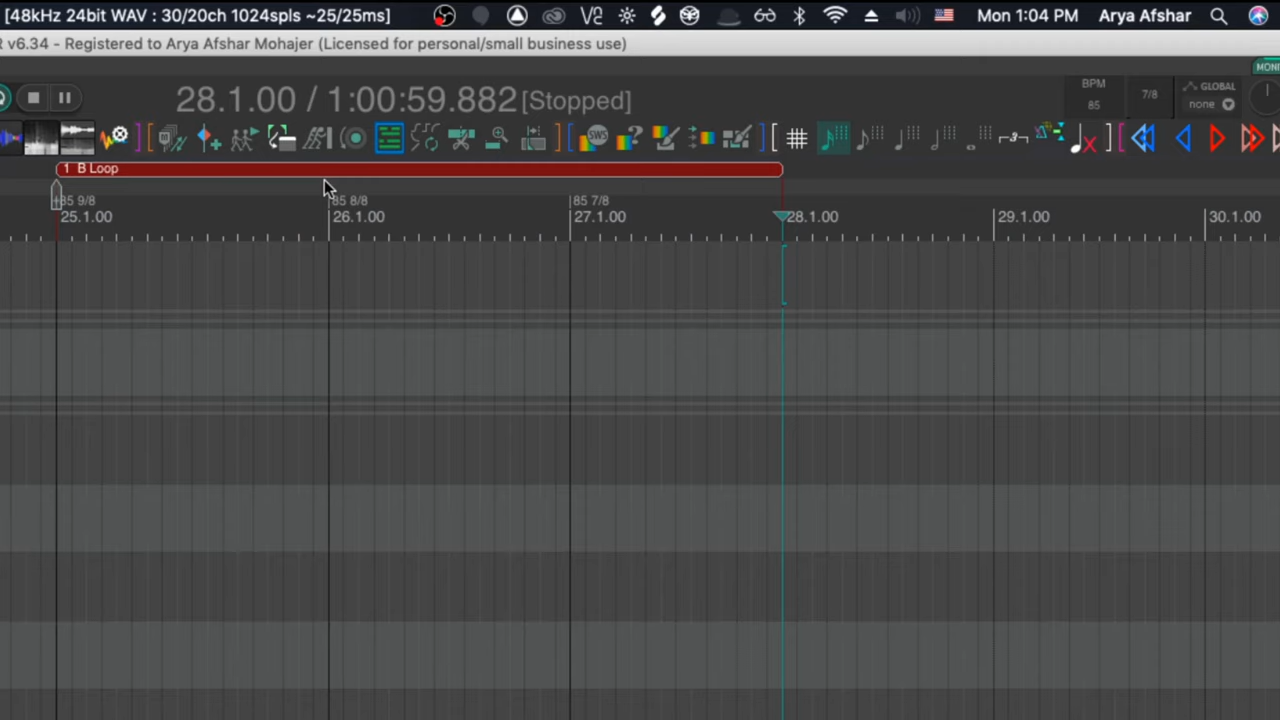 [48kHz 24bit WAV : 30/20ch 1024spls ~25/25ms] Mon 1:04 PM Arya Afshar
R v6.34 - Registered to Arya Afshar Mohajer (Licensed for personal/small business use)
MONI
28.1.00 / 1:00:59.882 [Stopped] BPM 85 7/8 GLOBAL none
SWS
3
1 B Loop
85 9/8 85 8/8 85 7/8
25.1.00 26.1.00 27.1.00 28.1.00 29.1.00 30.1.00